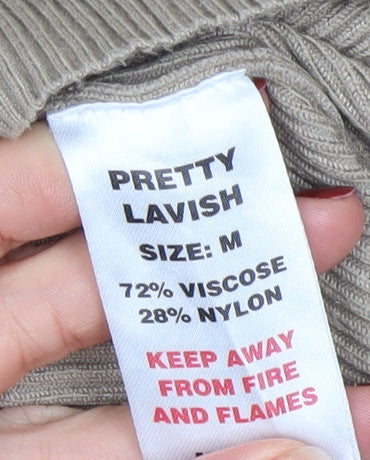 PRETTY
LAVISH
SIZE: M
72% VISCOSE
28% NYLON
KEEP AWAY
FROM FIRE
AND FLAMES